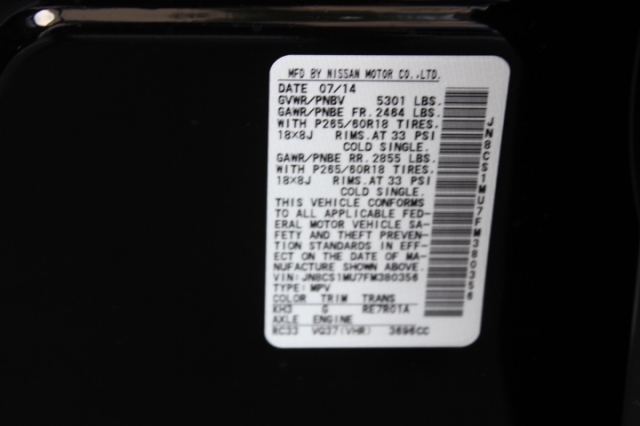 MFD BY NISSAN MOTOR CO.,LTD.
DATE 07/14
GVWR/PNBV 5301 LBS.
GAWR/PNBE FR. 2464 LBS.
WITH P265/60R18 TIRES.
18X8J RIMS.AT 33 PSI
COLD SINGLE.
GAWR/PNBE RR. 2855 LBS.
WITH P265/60R18 TIRES.
18X8J RIMS.AT 33 PSI
COLD SINGLE.
THIS VEHICLE CONFORMS
TO ALL APPLICABLE FED-
ERAL MOTOR VEHICLE SA-
FETY AND THEFT PREVEN-
TION STANDARDS IN EFF-
ECT ON THE DATE OF MA-
NUFACTURE SHOWN ABOVE.
VIN:JN8CS1MU7FM380356
TYPE:MPV
COLOR TRIM TRANS
KH3 G RE7R01A
AXLE ENGINE
RC33 VQ37(VHR) 3696CC
JN8CS1MU7FM380356